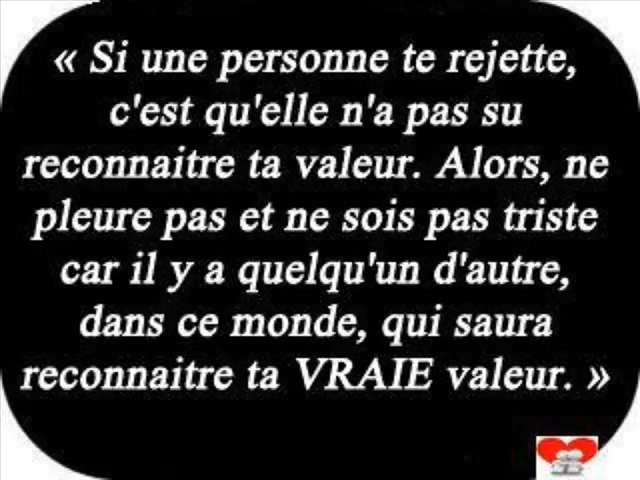 « Si une personne te rejette,
c'est qu'elle n'a pas su
reconnaitre ta valeur. Alors, ne
pleure pas et ne sois pas triste
car il y a quelqu'un d'autre,
dans ce monde, qui saura
reconnaitre ta VRAIE valeur. »